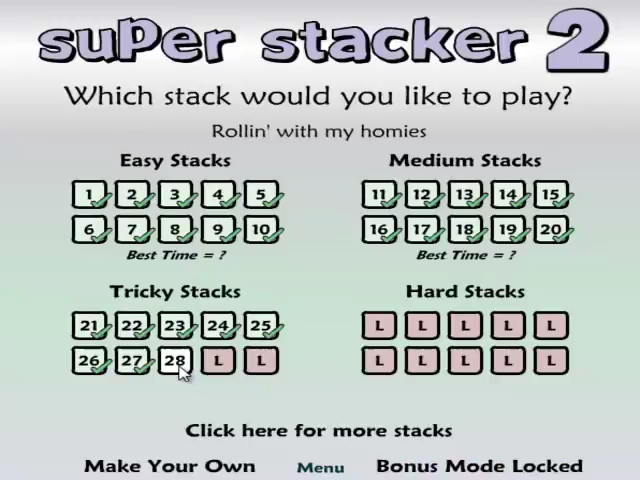 super stacker 2
Which stack would you like to play?
Rollin' with my homies
Easy Stacks
1 2 3 4 5
6 7 8 9 10
Best Time = ?
Medium Stacks
11 12 13 14 15
16 17 18 19 20
Best Time = ?
Tricky Stacks
21 22 23 24 25
26 27 28 L L
Hard Stacks
L L L L L
L L L L L
Click here for more stacks
Make Your Own Menu Bonus Mode Locked